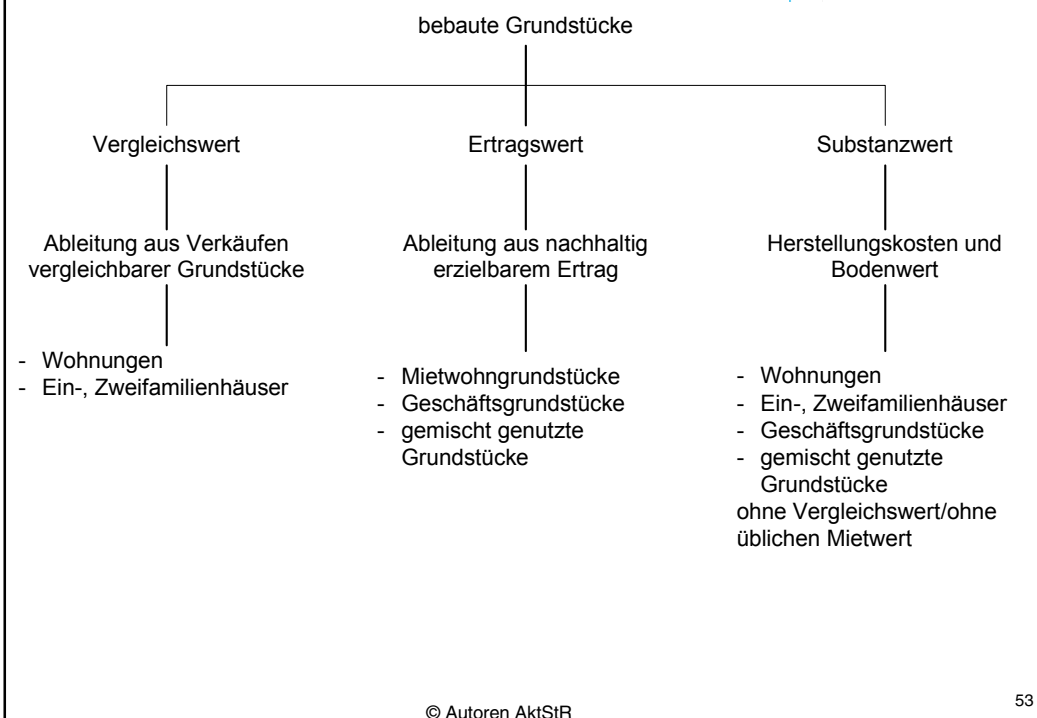 bebaute Grundstücke
Vergleichswert
Ertragswert
Substanzwert
Ableitung aus Verkäufen
vergleichbarer Grundstücke
Ableitung aus nachhaltig
erzielbarem Ertrag
Herstellungskosten und
Bodenwert
- Wohnungen
- Ein-, Zweifamilienhäuser
- Mietwohngrundstücke
- Geschäftsgrundstücke
- gemischt genutzte
Grundstücke
- Wohnungen
- Ein-, Zweifamilienhäuser
- Geschäftsgrundstücke
- gemischt genutzte
Grundstücke
ohne Vergleichswert/ohne
üblichen Mietwert
© Autoren AktStR
53